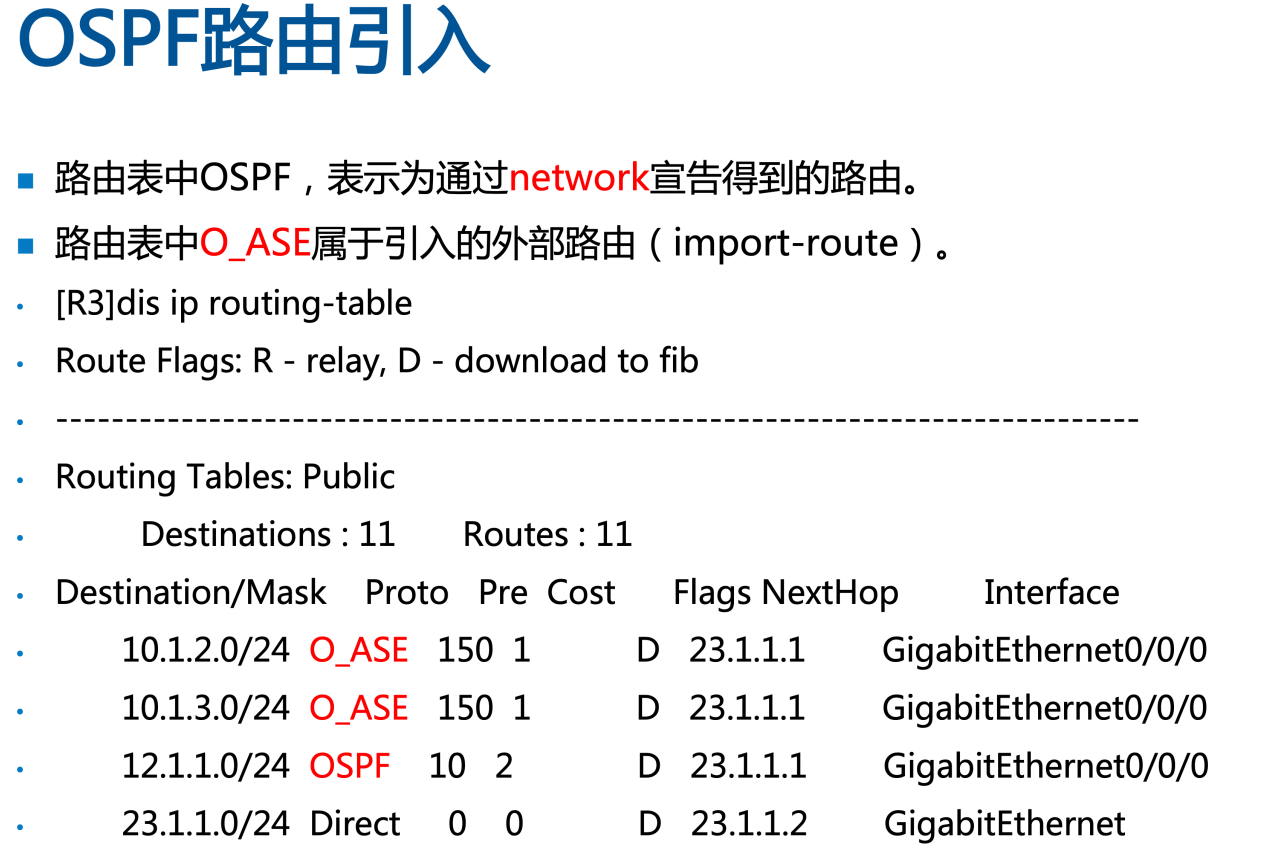 OSPF路由引入
■ 路由表中OSPF，表示为通过network宣告得到的路由。
■ 路由表中O_ASE属于引入的外部路由（import-route）。
• [R3]dis ip routing-table
• Route Flags: R - relay, D - download to fib
• ------------------------------------------------------------------------------
• Routing Tables: Public
• Destinations : 11 Routes : 11
• Destination/Mask Proto Pre Cost Flags NextHop Interface
• 10.1.2.0/24 O_ASE 150 1 D 23.1.1.1 GigabitEthernet0/0/0
• 10.1.3.0/24 O_ASE 150 1 D 23.1.1.1 GigabitEthernet0/0/0
• 12.1.1.0/24 OSPF 10 2 D 23.1.1.1 GigabitEthernet0/0/0
• 23.1.1.0/24 Direct 0 0 D 23.1.1.2 GigabitEthernet